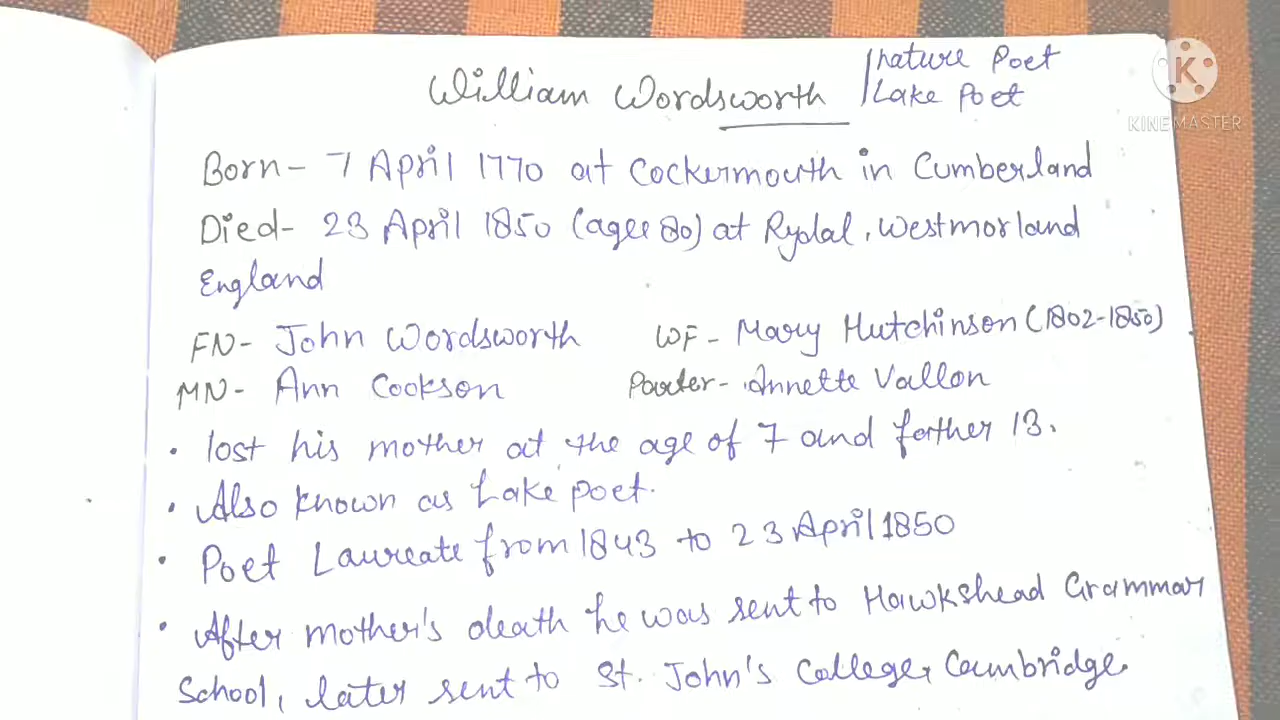 William Wordsworth
nature Poet
Lake Poet
K
KINEMASTER
Born- 7 April 1770 at Cockermouth in Cumberland
Died- 23 April 1850 (age 80) at Rydal, Westmorland
England
FN- John Wordsworth
WF- Mary Hutchinson (1802-1850)
MN- Ann Cookson
Annette Vallon
• lost his mother at the age of 7 and father 13.
• Also known as Lake poet.
• Poet Laureate from 1843 to 23 April 1850
• After mother's death he was sent to Hawkshead Grammar
School, later sent to St. John's College, Cambridge.